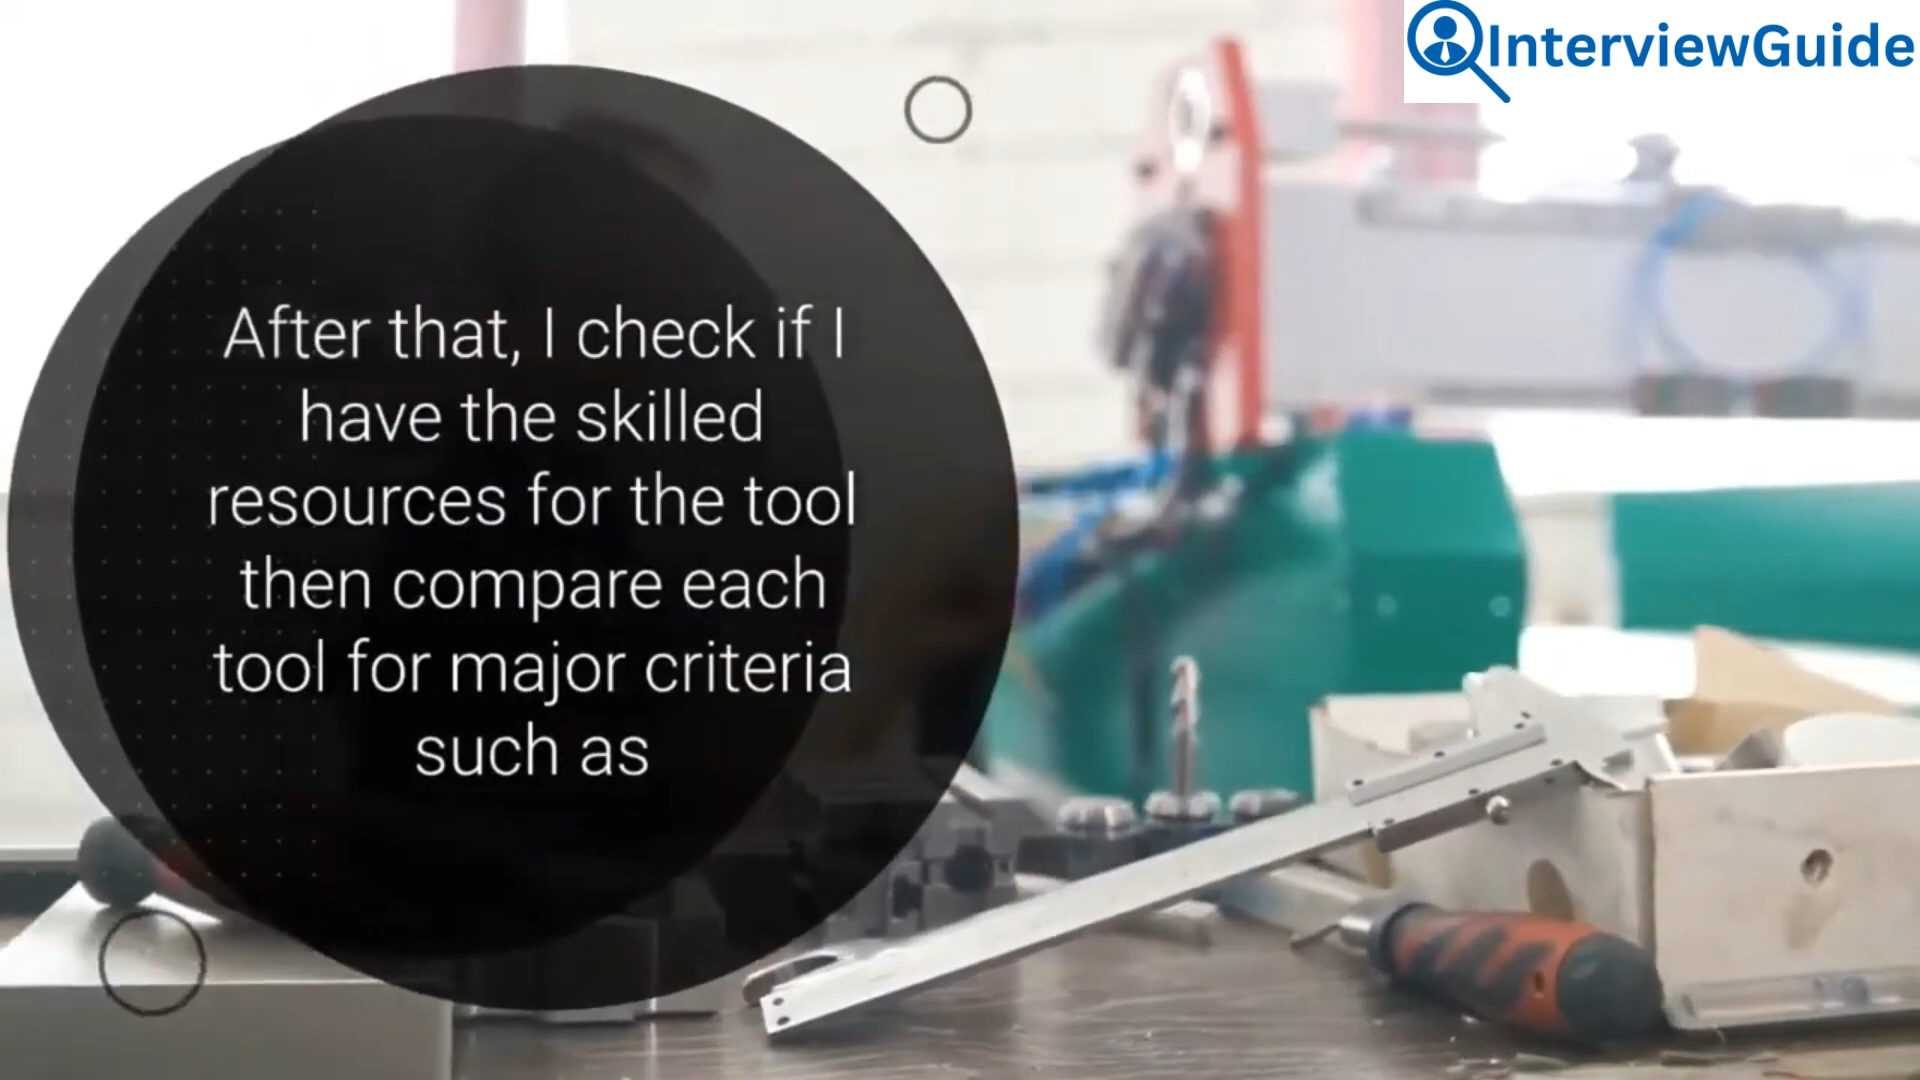 InterviewGuide
After that, I check if I
have the skilled
resources for the tool
then compare each
tool for major criteria
such as